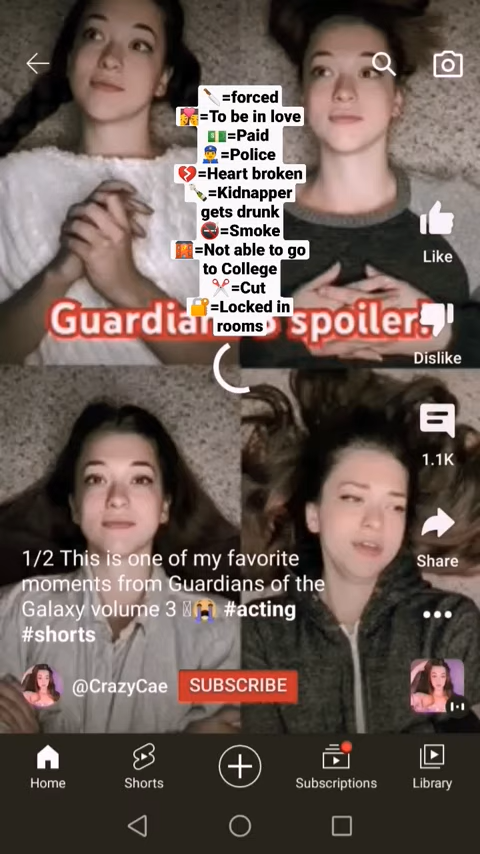 🔪=forced
👩‍❤️‍💋‍👨=To be in love
💵=Paid
👮=Police
💔=Heart broken
🍾=Kidnapper
gets drunk
🚭=Smoke
=Not able to go
to College
✂️=Cut
🔐=Locked in
rooms
spoiler!
Like
Dislike
1.1K
Share
1/2 This is one of my favorite
moments from Guardians of the
Galaxy volume 3 😭 #acting
#shorts
@CrazyCae SUBSCRIBE
Home Shorts Subscriptions Library